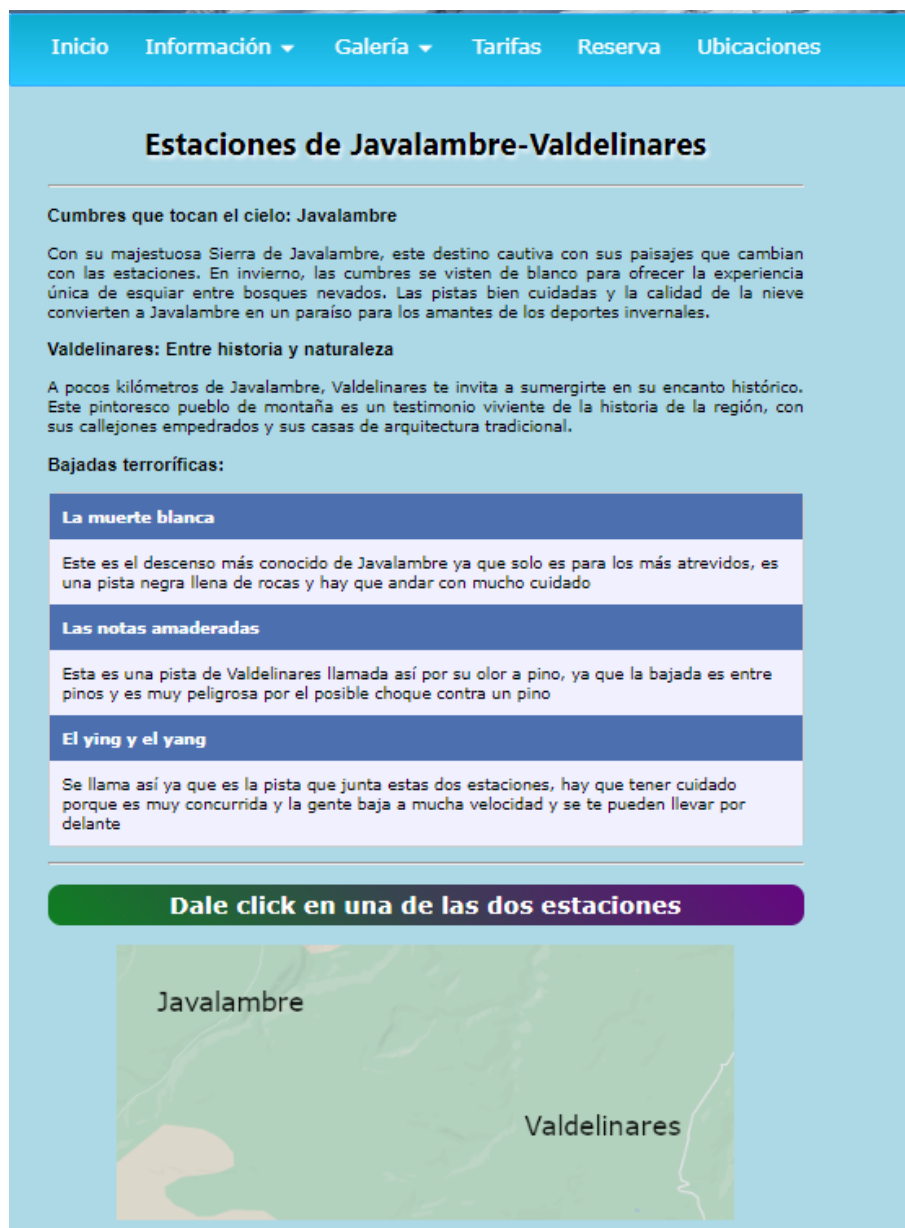 Inicio Información Galería Tarifas Reserva Ubicaciones
Estaciones de Javalambre-Valdelinares
Cumbres que tocan el cielo: Javalambre
Con su majestuosa Sierra de Javalambre, este destino cautiva con sus paisajes que cambian
con las estaciones. En invierno, las cumbres se visten de blanco para ofrecer la experiencia
única de esquiar entre bosques nevados. Las pistas bien cuidadas y la calidad de la nieve
convierten a Javalambre en un paraíso para los amantes de los deportes invernales.
Valdelinares: Entre historia y naturaleza
A pocos kilómetros de Javalambre, Valdelinares te invita a sumergirte en su encanto histórico.
Este pintoresco pueblo de montaña es un testimonio viviente de la historia de la región, con
sus callejones empedrados y sus casas de arquitectura tradicional.
Bajadas terroríficas:
La muerte blanca
Este es el descenso más conocido de Javalambre ya que solo es para los más atrevidos, es
una pista negra llena de rocas y hay que andar con mucho cuidado
Las notas amaderadas
Esta es una pista de Valdelinares llamada así por su olor a pino, ya que la bajada es entre
pinos y es muy peligrosa por el posible choque contra un pino
El ying y el yang
Se llama así ya que es la pista que junta estas dos estaciones, hay que tener cuidado
porque es muy concurrida y la gente baja a mucha velocidad y se te pueden llevar por
delante
Dale click en una de las dos estaciones
Javalambre
Valdelinares